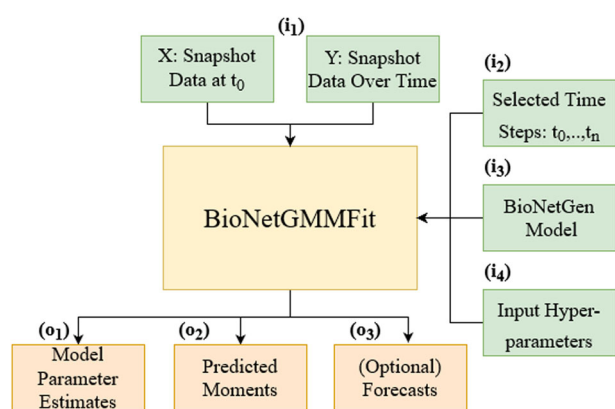 (i₁)
X: Snapshot
Data at t₀
Y: Snapshot
Data Over Time
(i₂)
Selected Time
Steps: t₀,..,tₙ
(i₃)
BioNetGen
Model
(i₄)
Input Hyper-
parameters
BioNetGMMFit
(o₁)
Model
Parameter
Estimates
(o₂)
Predicted
Moments
(o₃)
(Optional)
Forecasts